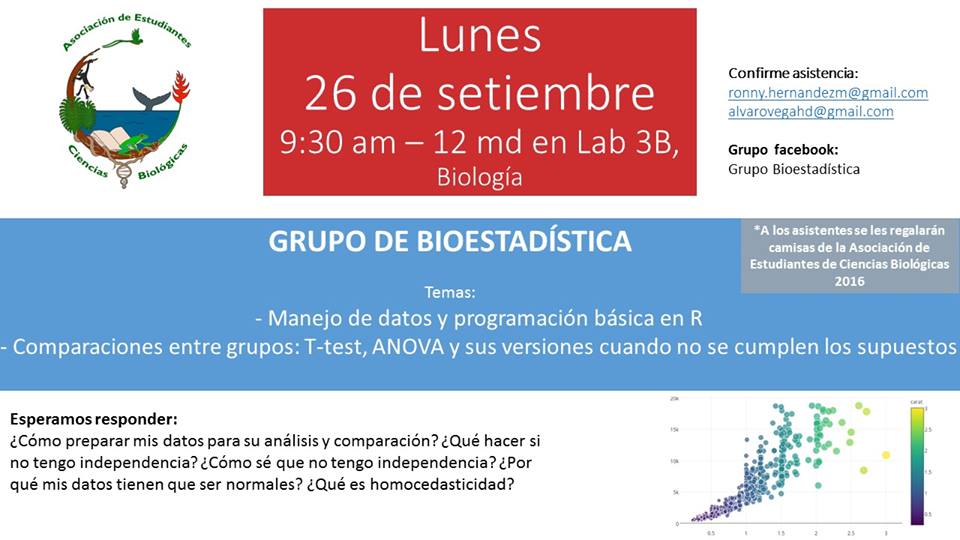 Asociación de Estudiantes
Ciencias Biológicas
Lunes
26 de setiembre
9:30 am – 12 md en Lab 3B,
Biología
Confirme asistencia:
ronny.hernandezm@gmail.com
alvarovegahd@gmail.com
Grupo facebook:
Grupo Bioestadística
GRUPO DE BIOESTADÍSTICA
*A los asistentes se les regalarán
camisas de la Asociación de
Estudiantes de Ciencias Biológicas
2016
Temas:
- Manejo de datos y programación básica en R
- Comparaciones entre grupos: T-test, ANOVA y sus versiones cuando no se cumplen los supuestos
Esperamos responder:
¿Cómo preparar mis datos para su análisis y comparación? ¿Qué hacer si
no tengo independencia? ¿Cómo sé que no tengo independencia? ¿Por
qué mis datos tienen que ser normales? ¿Qué es homocedasticidad?
20k
15k
10k
5k
0
0.5 1 1.5 2 2.5 3
carat
3
2.5
2
1.5
1
0.5